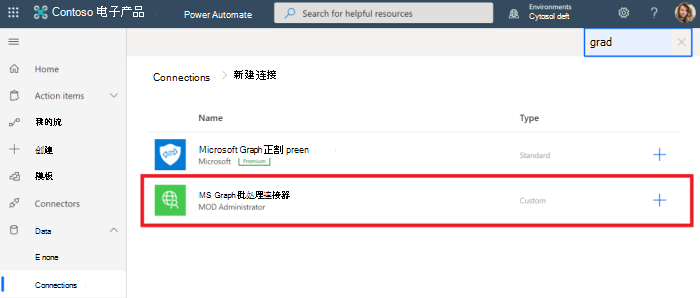 Contoso 电子产品
Power Automate
Search for helpful resources
Environments
Cytosol deft
grad
Home
Action items
我的流
创建
模板
Connectors
Data
E none
Connections
Connections > 新建连接
Name Type
Microsoft Graph 正割 preen
Microsoft Premium
Standard
MS Graph 批处理连接器
MOD Administrator
Custom